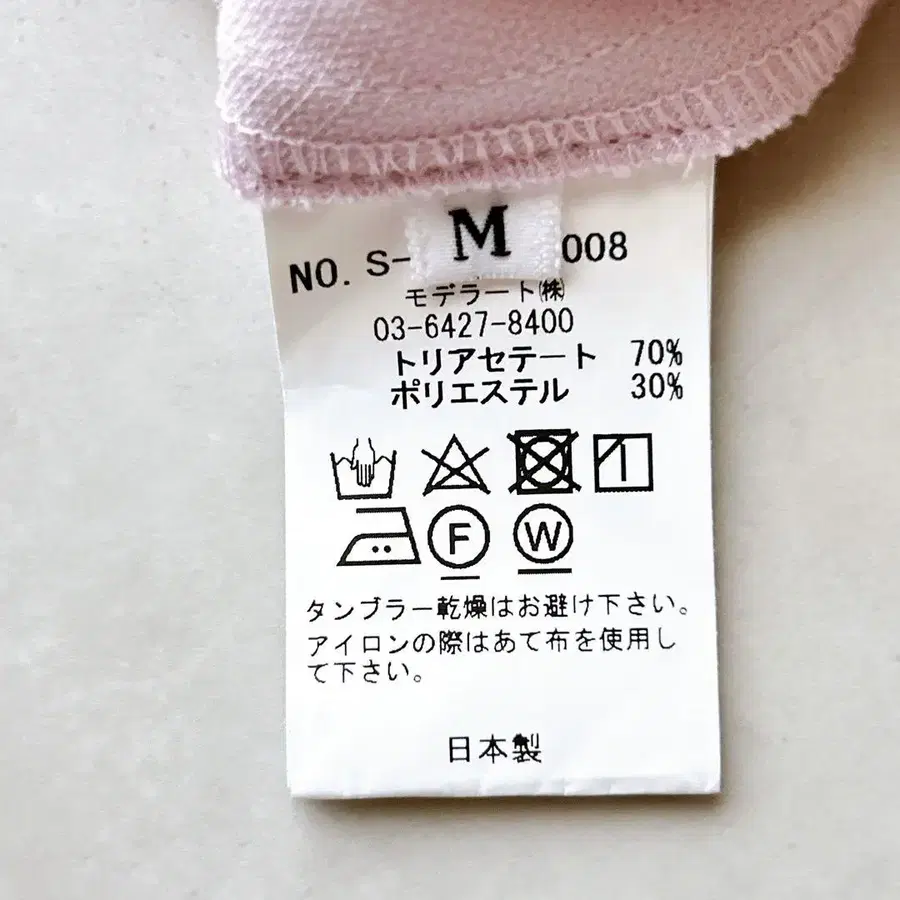 M
NO. S- 008
モデラート㈱
03-6427-8400
トリアセテート 70%
ポリエステル 30%
F W
タンブラー乾燥はお避け下さい。
アイロンの際はあて布を使用し
て下さい。
日本製